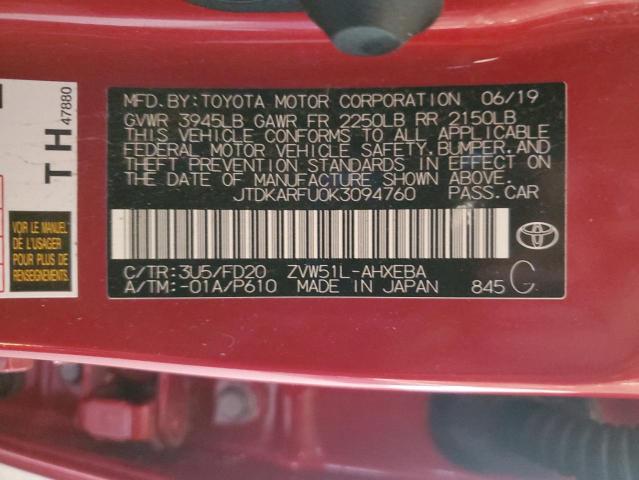 MFD.BY:TOYOTA MOTOR CORPORATION 06/19
GVWR 3945LB GAWR FR 2250LB RR 2150LB
THIS VEHICLE CONFORMS TO ALL APPLICABLE
FEDERAL MOTOR VEHICLE SAFETY,BUMPER,AND
THEFT PREVENTION STANDARDS IN EFFECT ON
THE DATE OF MANUFACTURE SHOWN ABOVE.
JTDKARFU0K3094760 PASS.CAR
C/TR:3U5/FD20 ZVW51L-AHXEBA
A/TM:-01A/P610 MADE IN JAPAN 845 G
TH
47880
VOIR LE MANUEL
DE L'USAGER
POUR PLUS DE
RENSEIGNEMENTS